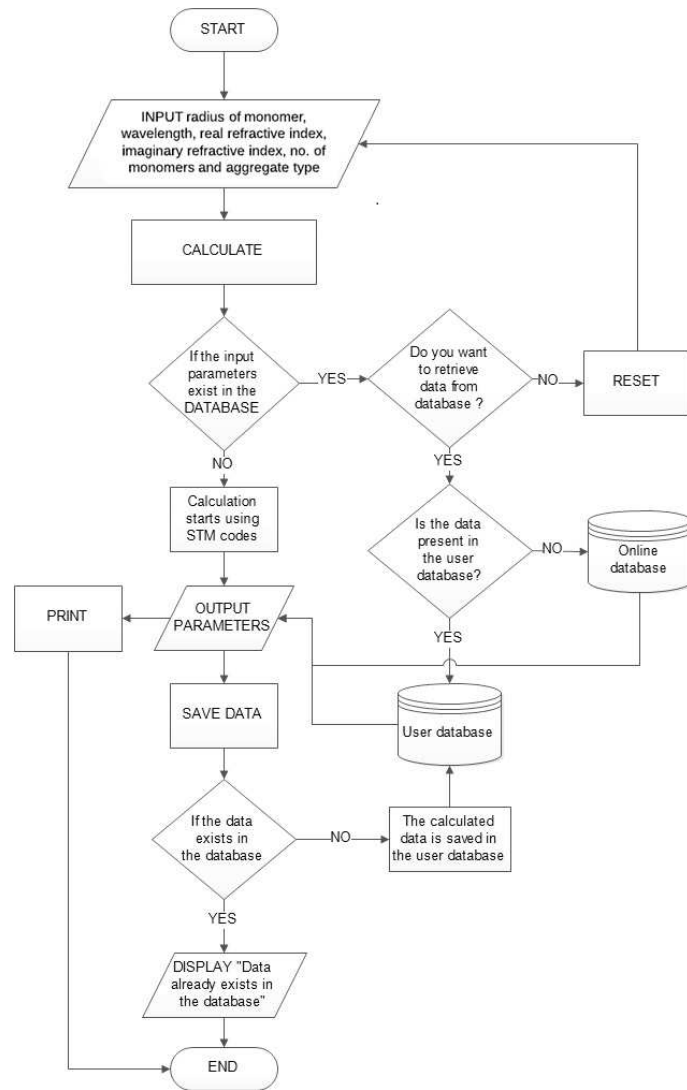 START
INPUT radius of monomer,
wavelength, real refractive index,
imaginary refractive index, no. of
monomers and aggregate type
CALCULATE
If the input
parameters
exist in the
DATABASE
YES
Do you want
to retrieve
data from
database ?
NO
RESET
NO
YES
Calculation
starts using
STM codes
Is the data
present in
the user
database?
NO
Online
database
PRINT
OUTPUT
PARAMETERS
YES
SAVE DATA
User database
If the data
exists in
the database
NO
The calculated
data is saved in
the user database
YES
DISPLAY "Data
already exists in
the database"
END